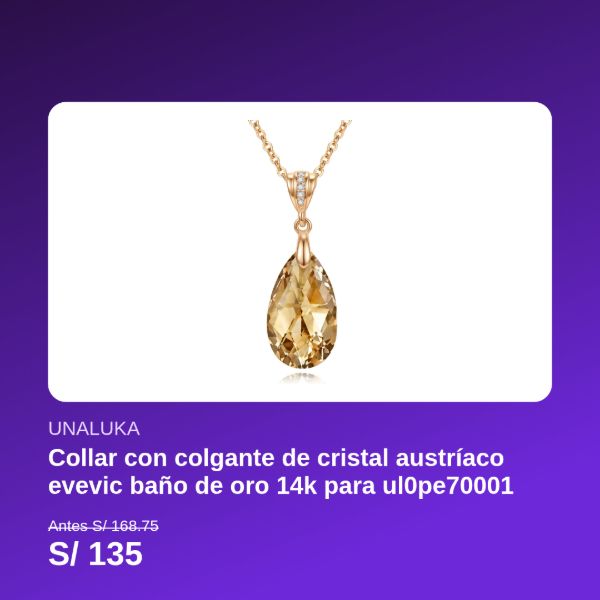 UNALUKA
Collar con colgante de cristal austríaco
evevic baño de oro 14k para ul0pe70001
Antes S/ 168.75
S/ 135